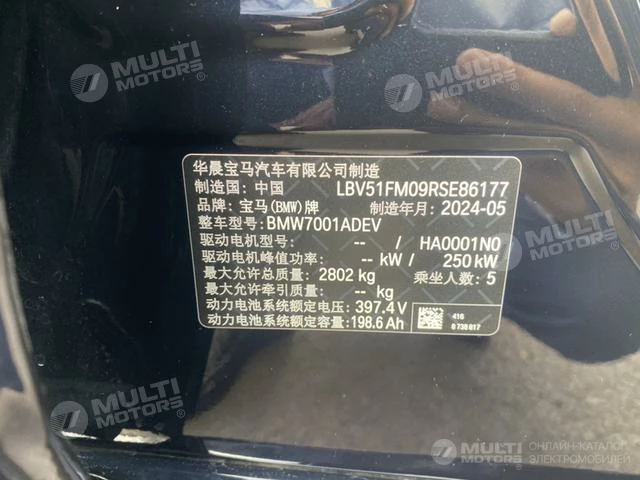 MULTI MOTORS®
MULTI MOTORS®
华晨宝马汽车有限公司制造
制造国: 中国 LBV51FM09RSE86177
品牌: 宝马(BMW)牌 制造年月: 2024-05
整车型号:BMW7001ADEV
驱动电机型号: -- / HA0001N0
驱动电机峰值功率: -- kW / 250 kW
最大允许总质量: 2802 kg 乘坐人数: 5
最大允许牵引质量: -- kg
动力电池系统额定电压: 397.4 V
动力电池系统额定容量: 198.6 Ah
416
8 738 817
MULTI MOTORS®
MULTI MOTORS®
ОНЛАЙН-КАТАЛОГ
ЭЛЕКТРОМОБИЛЕЙ